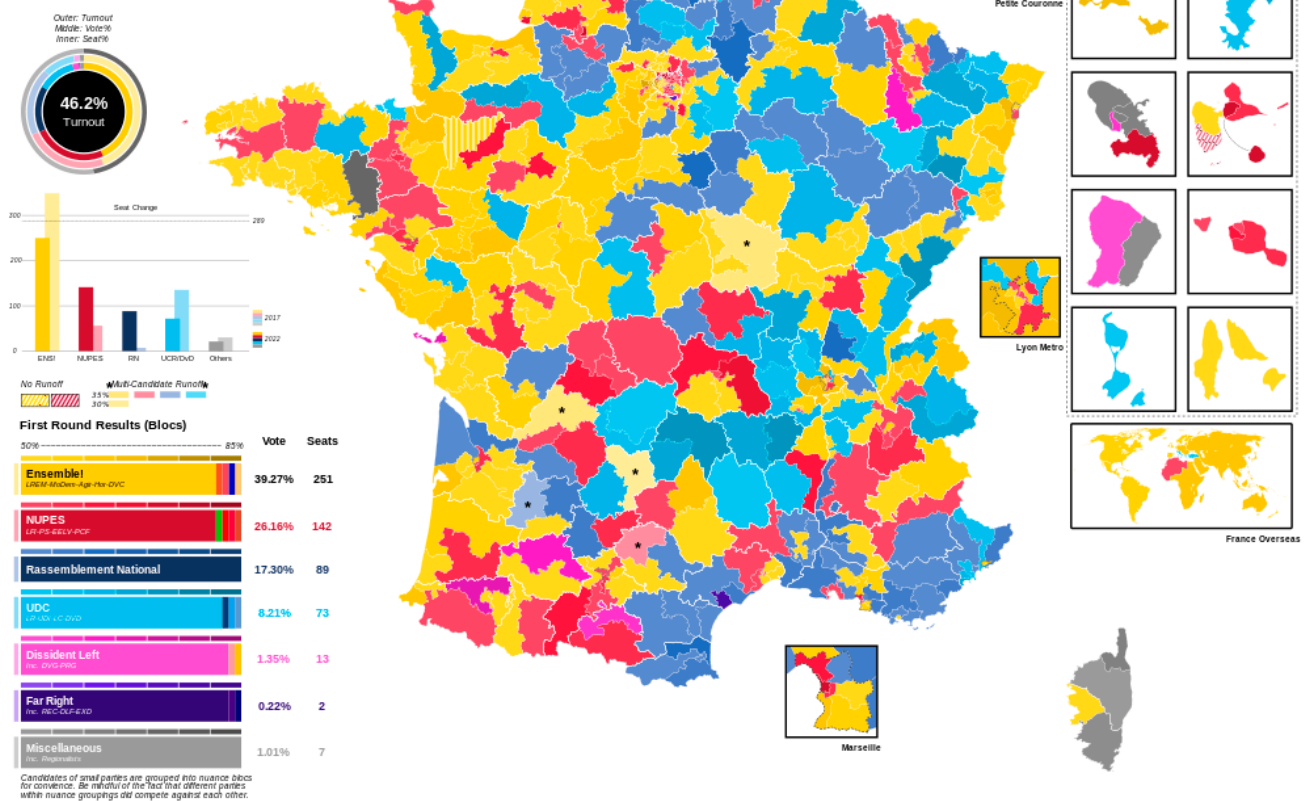 Petite Couronne
Outer: Turnout
Middle: Vote%
Inner: Seat%
46.2%
Turnout
Seat Change
300
289
200
100
0
ENS!
NUPES
RN
UCR/DvD
Others
2017
2022
No Runoff
*Multi-Candidate Runoff*
35%
30%
First Round Results (Blocs)
50%
85%
Vote
Seats
Ensemble!
LREM-MoDem-Agir-Hor-DVC
39.27%
251
NUPES
LFI-PS-EELV-PCF
26.16%
142
Rassemblement National
17.30%
89
UDC
LR-UDI-LC-DVD
8.21%
73
Dissident Left
Inc. DVG-PRG
1.35%
13
Far Right
Inc. REC-DLF-EXD
0.22%
2
Miscellaneous
Inc. Regionalists
1.01%
7
Candidates of small parties are grouped into nuance blocs
for convience. Be mindful of the fact that different parties
within nuance groupings did compete against each other.
*
*
*
*
*
Lyon Metro
France Overseas
Marseille